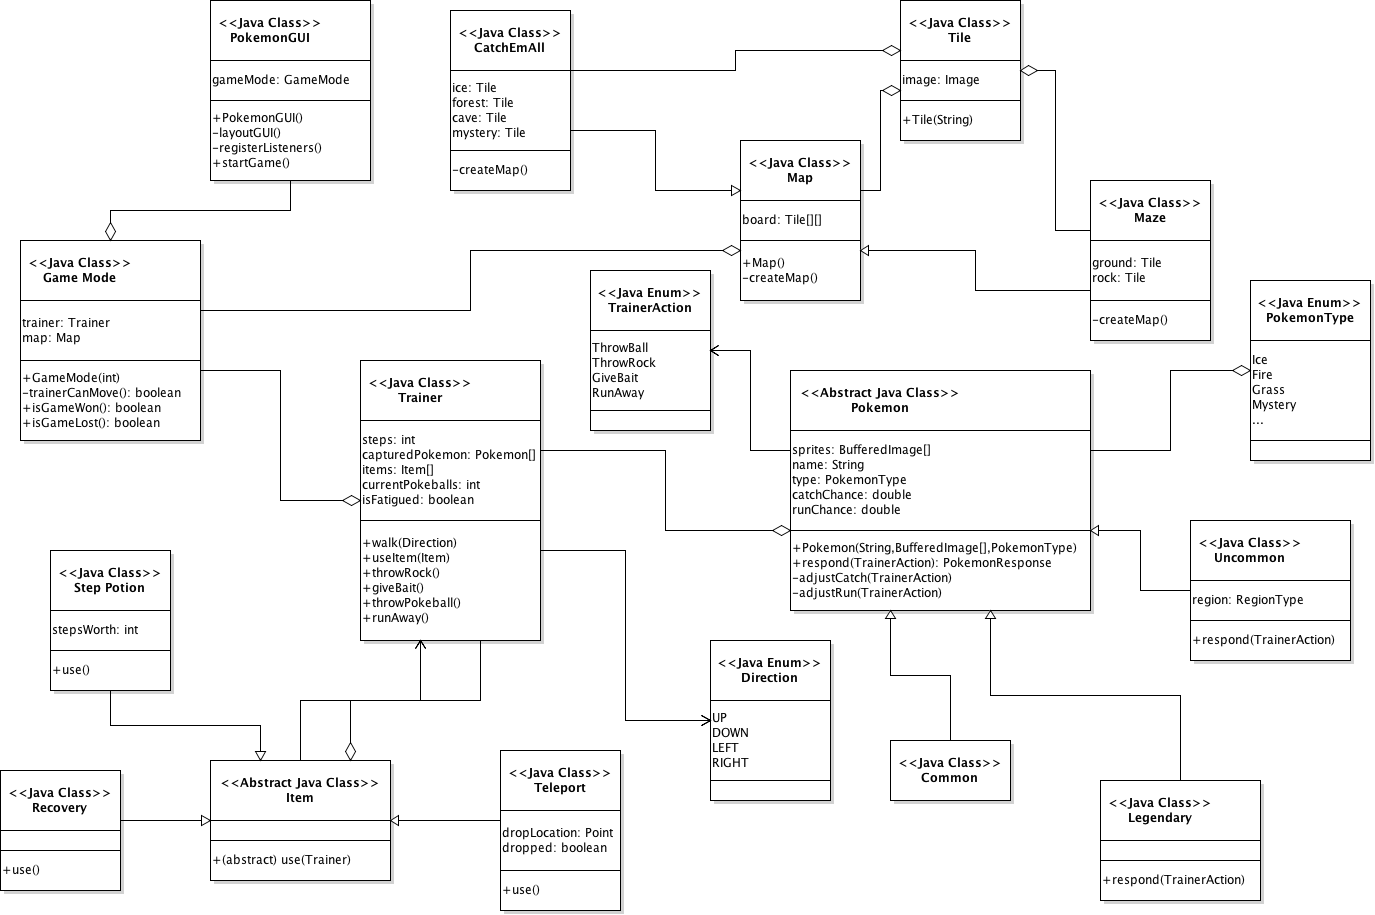 <<Java Class>>
PokemonGUI
gameMode: GameMode
+PokemonGUI()
-layoutGUI()
-registerListeners()
+startGame()
<<Java Class>>
CatchEmAll
ice: Tile
forest: Tile
cave: Tile
mystery: Tile
-createMap()
<<Java Class>>
Tile
image: Image
+Tile(String)
<<Java Class>>
Map
board: Tile[][]
+Map()
-createMap()
<<Java Class>>
Maze
ground: Tile
rock: Tile
-createMap()
<<Java Class>>
Game Mode
trainer: Trainer
map: Map
+GameMode(int)
-trainerCanMove(): boolean
+isGameWon(): boolean
+isGameLost(): boolean
<<Java Enum>>
TrainerAction
ThrowBall
ThrowRock
GiveBait
RunAway
<<Java Enum>>
PokemonType
Ice
Fire
Grass
Mystery
...
<<Java Class>>
Trainer
steps: int
capturedPokemon: Pokemon[]
items: Item[]
currentPokeballs: int
isFatigued: boolean
+walk(Direction)
+useItem(Item)
+throwRock()
+giveBait()
+throwPokeball()
+runAway()
<<Abstract Java Class>>
Pokemon
sprites: BufferedImage[]
name: String
type: PokemonType
catchChance: double
runChance: double
+Pokemon(String,BufferedImage[],PokemonType)
+respond(TrainerAction): PokemonResponse
-adjustCatch(TrainerAction)
-adjustRun(TrainerAction)
<<Java Class>>
Uncommon
region: RegionType
+respond(TrainerAction)
<<Java Class>>
Step Potion
stepsWorth: int
+use()
<<Java Enum>>
Direction
UP
DOWN
LEFT
RIGHT
<<Java Class>>
Common
<<Java Class>>
Legendary
+respond(TrainerAction)
<<Java Class>>
Recovery
+use()
<<Abstract Java Class>>
Item
+(abstract) use(Trainer)
<<Java Class>>
Teleport
dropLocation: Point
dropped: boolean
+use()